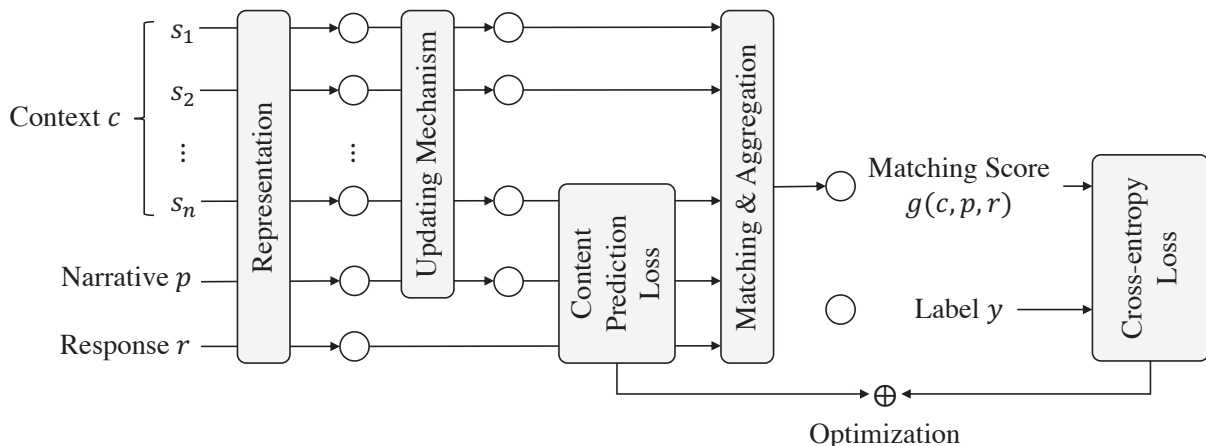 Context c
s₁
s₂
⋮
sₙ
Narrative p
Response r
Representation
⋮
Updating Mechanism
Content
Prediction
Loss
Matching & Aggregation
Matching Score
g(c, p, r)
Label y
Cross-entropy
Loss
⊕
Optimization